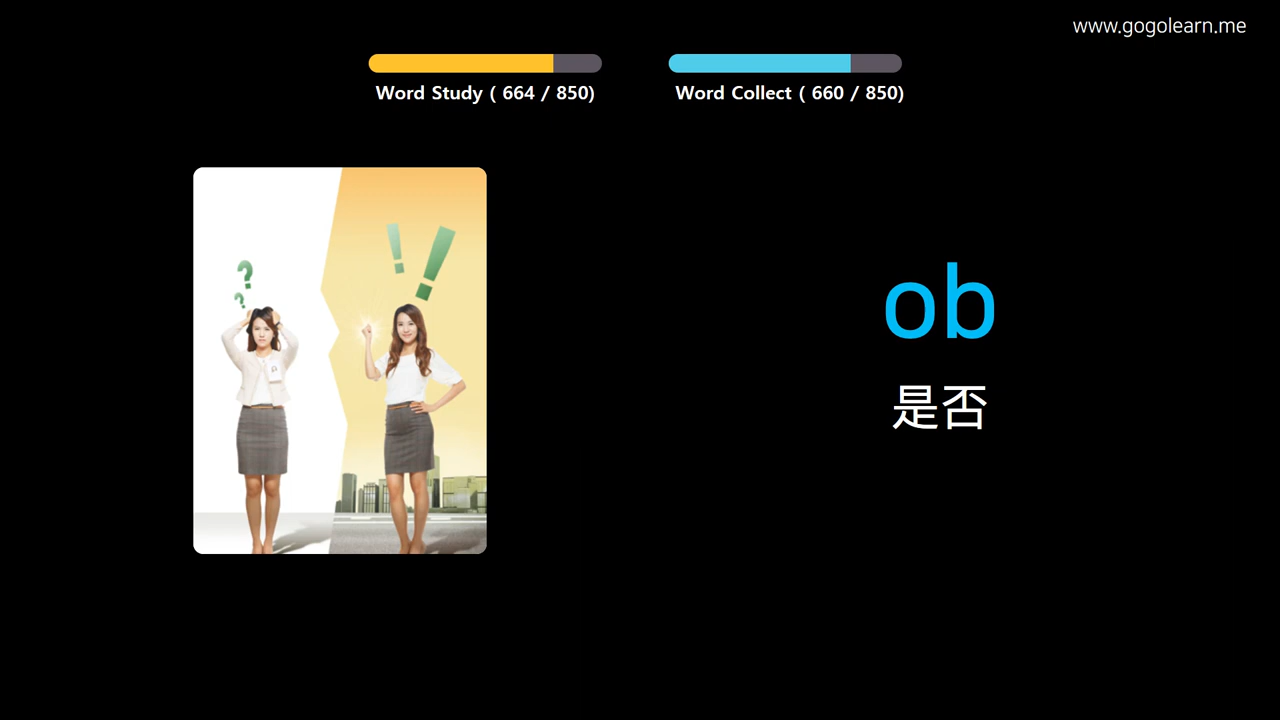 www.gogolearn.me
Word Study ( 664 / 850)
Word Collect ( 660 / 850)
? ? ! !
ob
是否